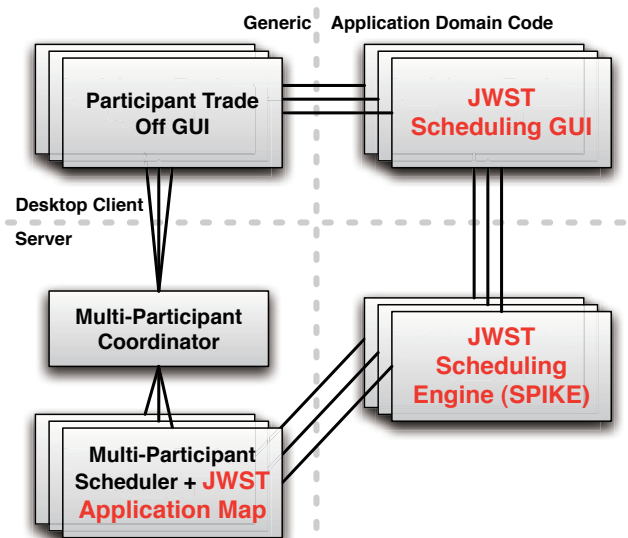 Generic
Application Domain Code
Participant Trade
Off GUI
JWST
Scheduling GUI
Desktop Client
Server
Multi-Participant
Coordinator
JWST
Scheduling
Engine (SPIKE)
Multi-Participant
Scheduler + JWST
Application Map